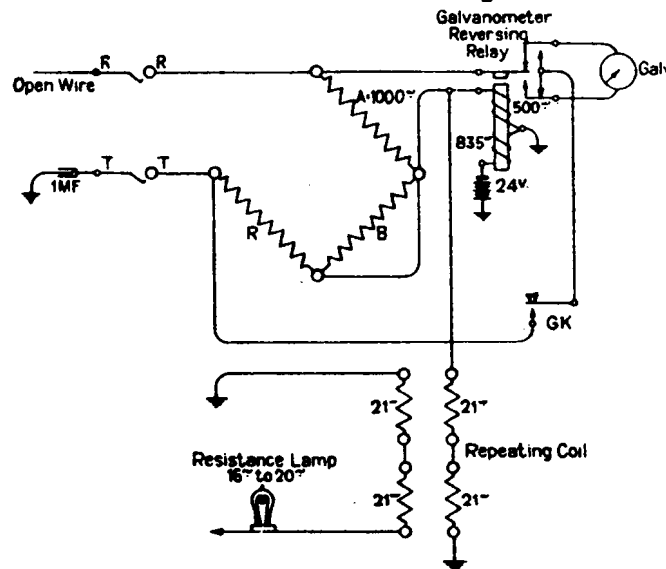 Galvanometer
Reversing
Relay
R R
Open Wire
Galv
A=1000~
500~
835~
T T
1MF
24v.
R
B
GK
21~
21~
Resistance Lamp
16~ to 20~
Repeating Coil
21~
21~